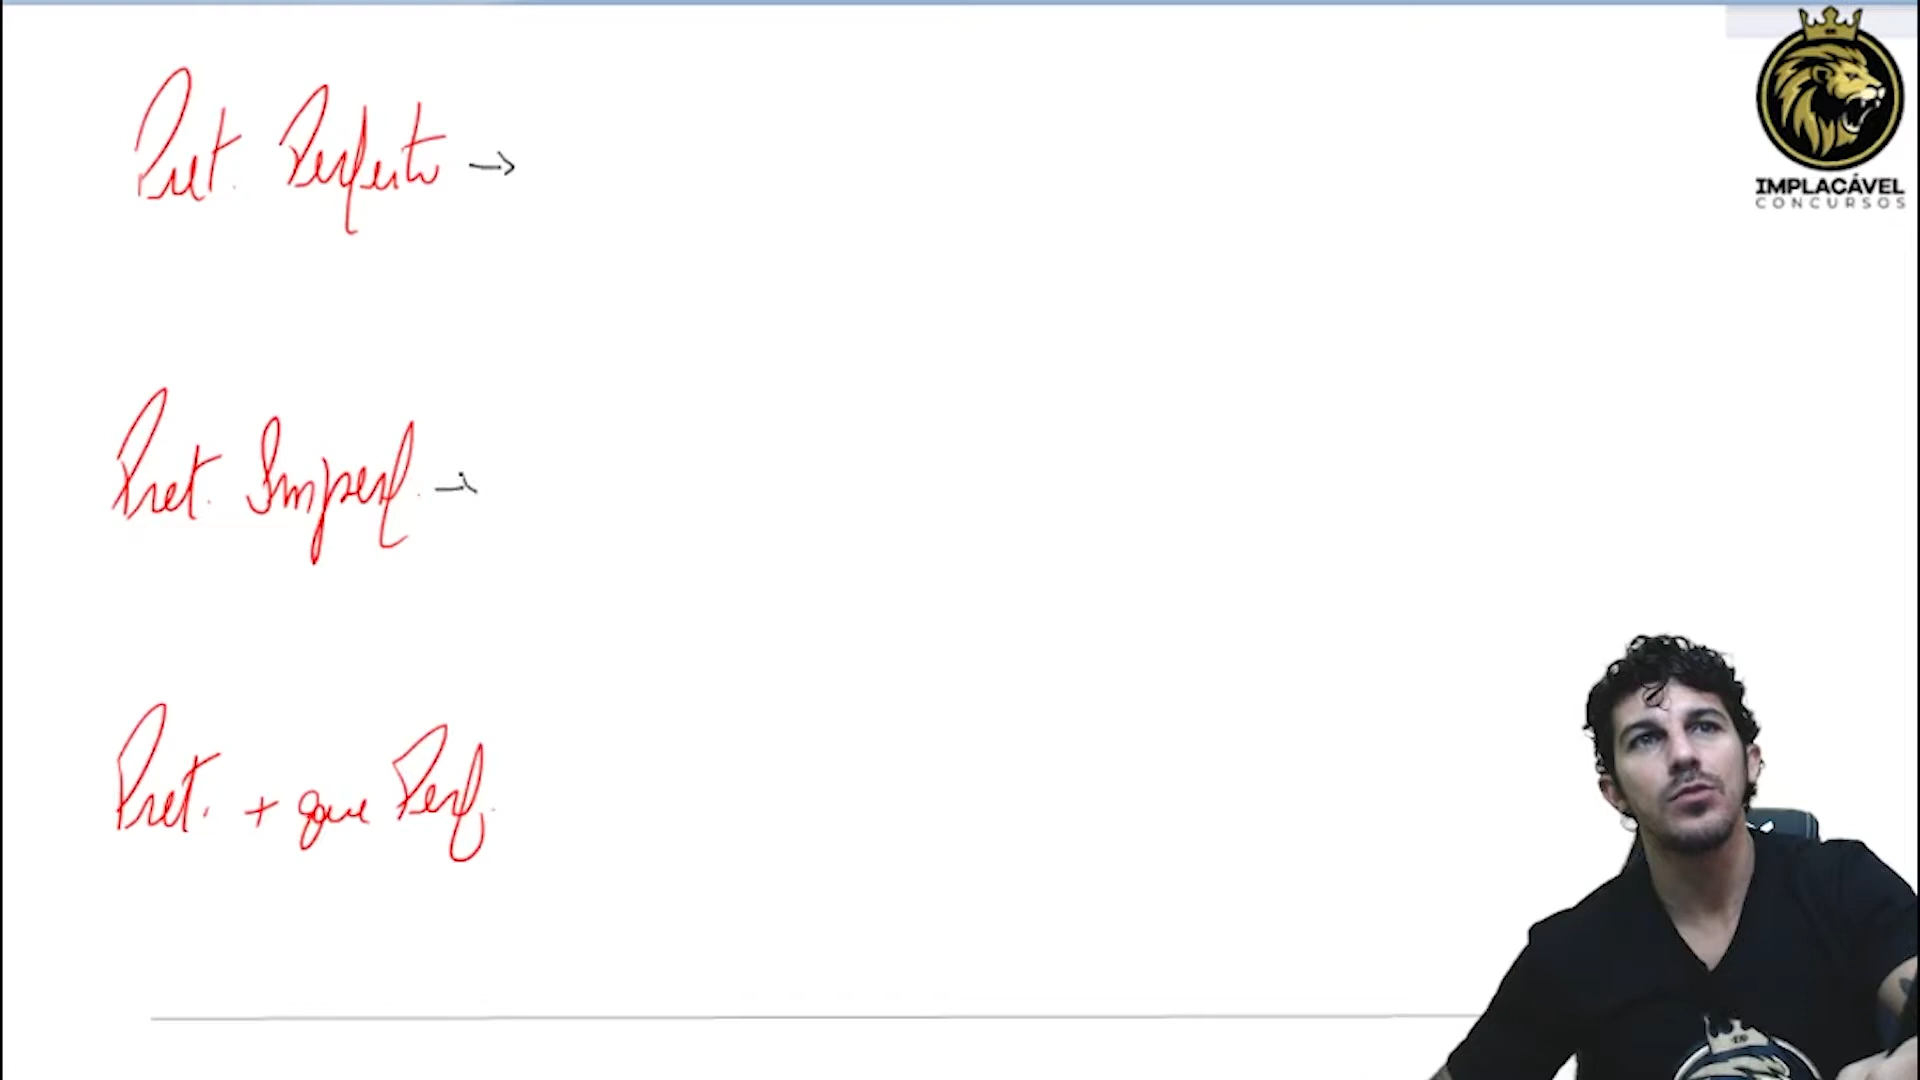 IMPLACÁVEL
CONCURSOS
Pret. Perfeito →
Pret. Imperf. →
Pret. + que Perf.